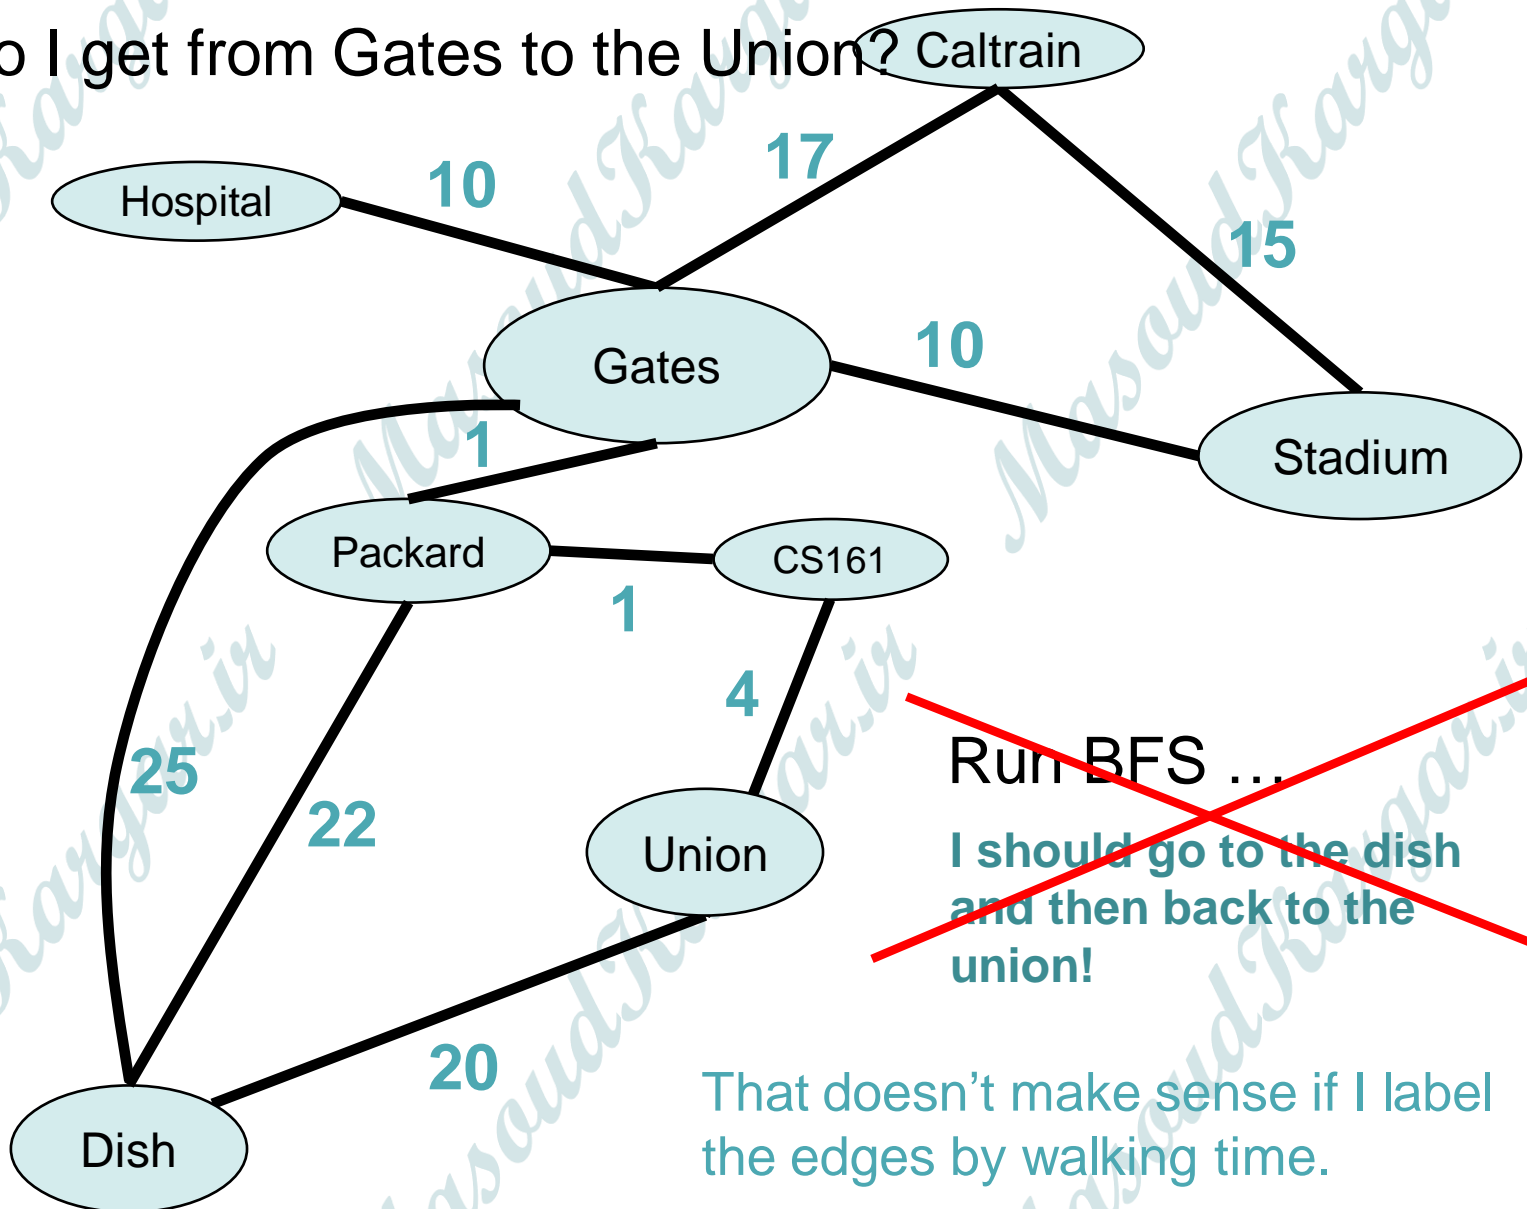 o I get from Gates to the Union?
Caltrain
17
10
Hospital
15
10
Gates
1
Stadium
Packard
CS161
1
4
25
22
Run BFS …
Union
I should go to the dish
and then back to the
union!
20
That doesn’t make sense if I label
the edges by walking time.
Dish
MasoudKargar.ir